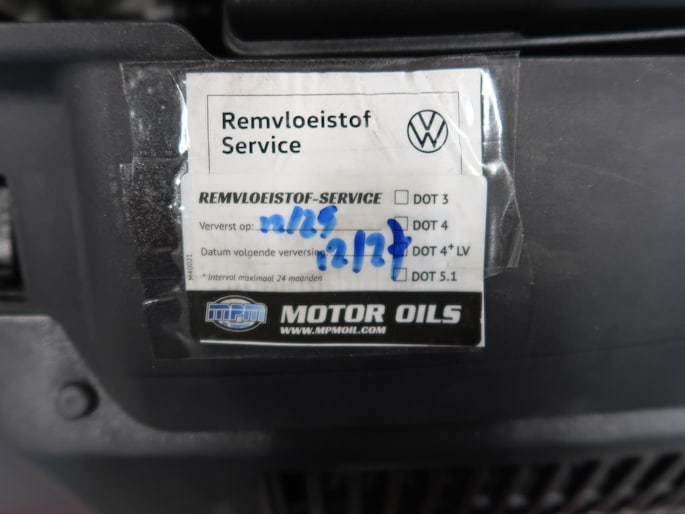 Remvloeistof
Service
REMVLOEISTOF-SERVICE
DOT 3
Ververst op: 12/25
DOT 4
Datum volgende verversing 12/27
DOT 4+ LV
* Interval maximaal 24 maanden
DOT 5.1
M40021
MPM MOTOR OILS
WWW.MPMOIL.COM